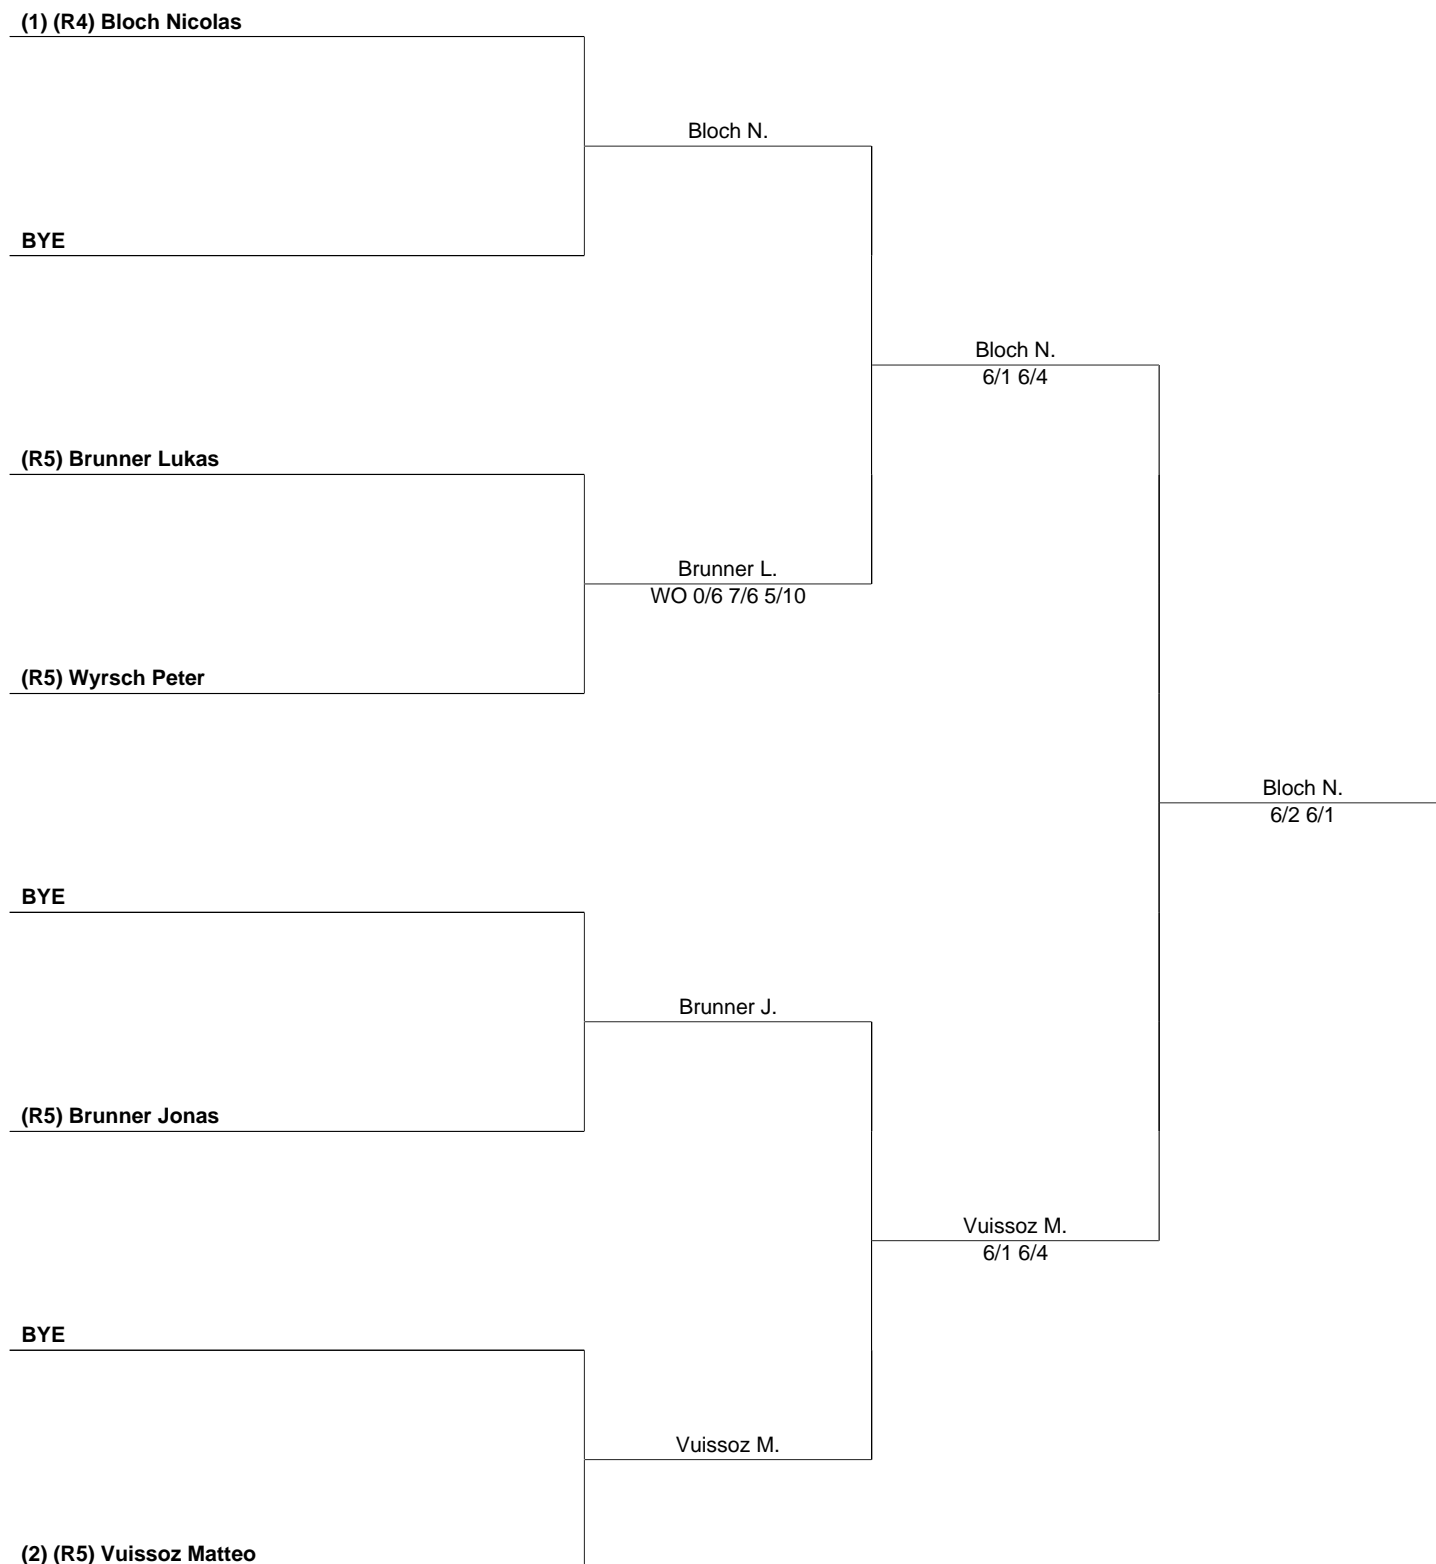 (1) (R4) Bloch Nicolas
Bloch N.
BYE
Bloch N.
6/1 6/4
(R5) Brunner Lukas
Brunner L.
WO 0/6 7/6 5/10
(R5) Wyrsch Peter
Bloch N.
6/2 6/1
BYE
Brunner J.
(R5) Brunner Jonas
Vuissoz M.
6/1 6/4
BYE
Vuissoz M.
(2) (R5) Vuissoz Matteo